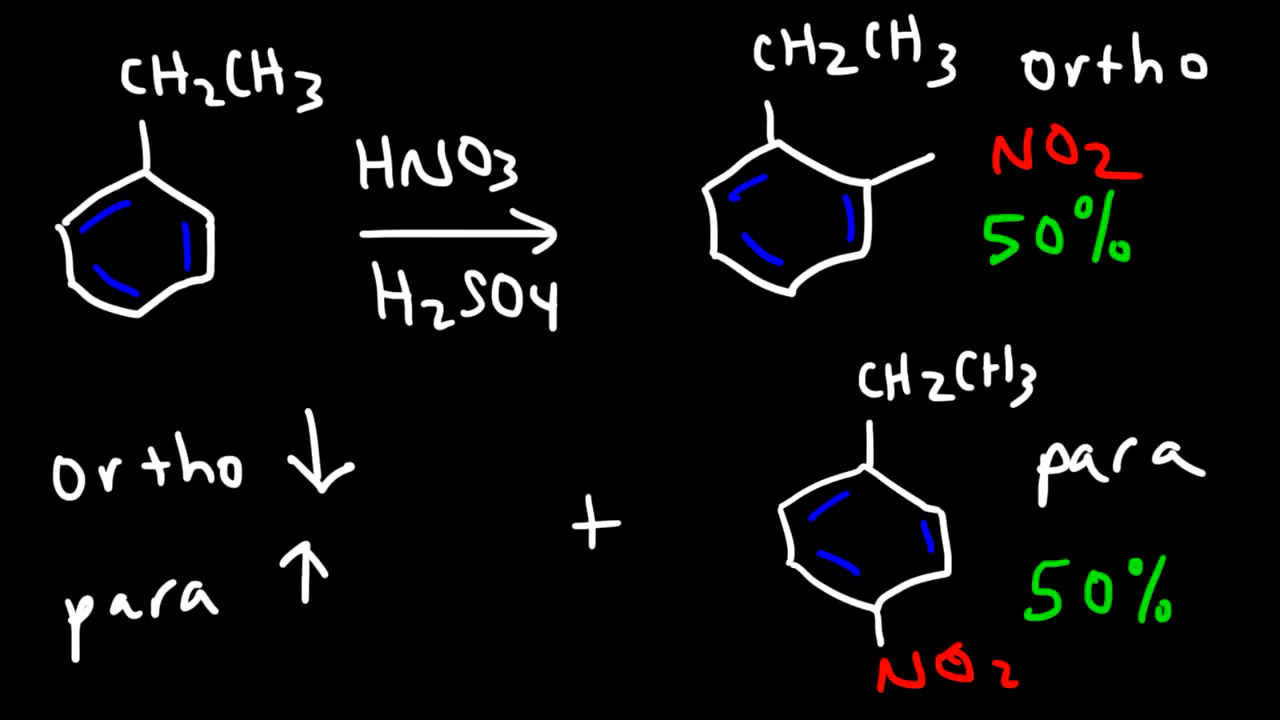 CH₂CH₃
HNO₃
H₂SO₄
CH₂CH₃ ortho
NO₂
50%
ortho ↓
para ↑
+
CH₂CH₃
para
50%
NO₂